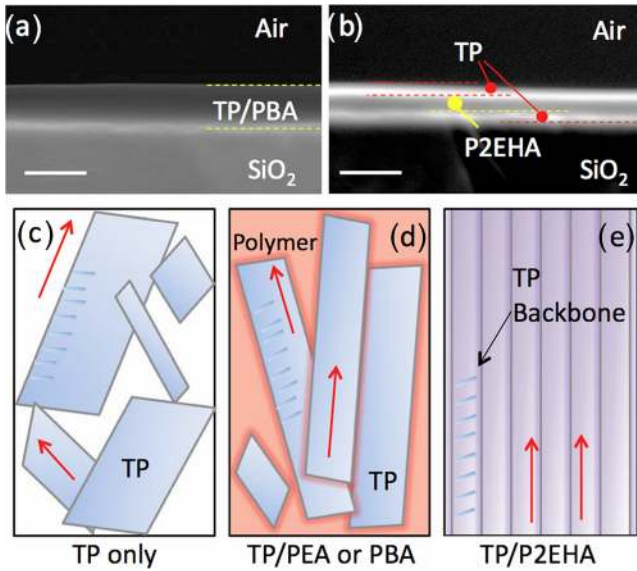 (a)
Air
TP/PBA
SiO₂
(b)
Air
TP
P2EHA
SiO₂
(c)
TP
TP only
(d)
Polymer
TP
TP/PEA or PBA
(e)
TP
Backbone
TP/P2EHA